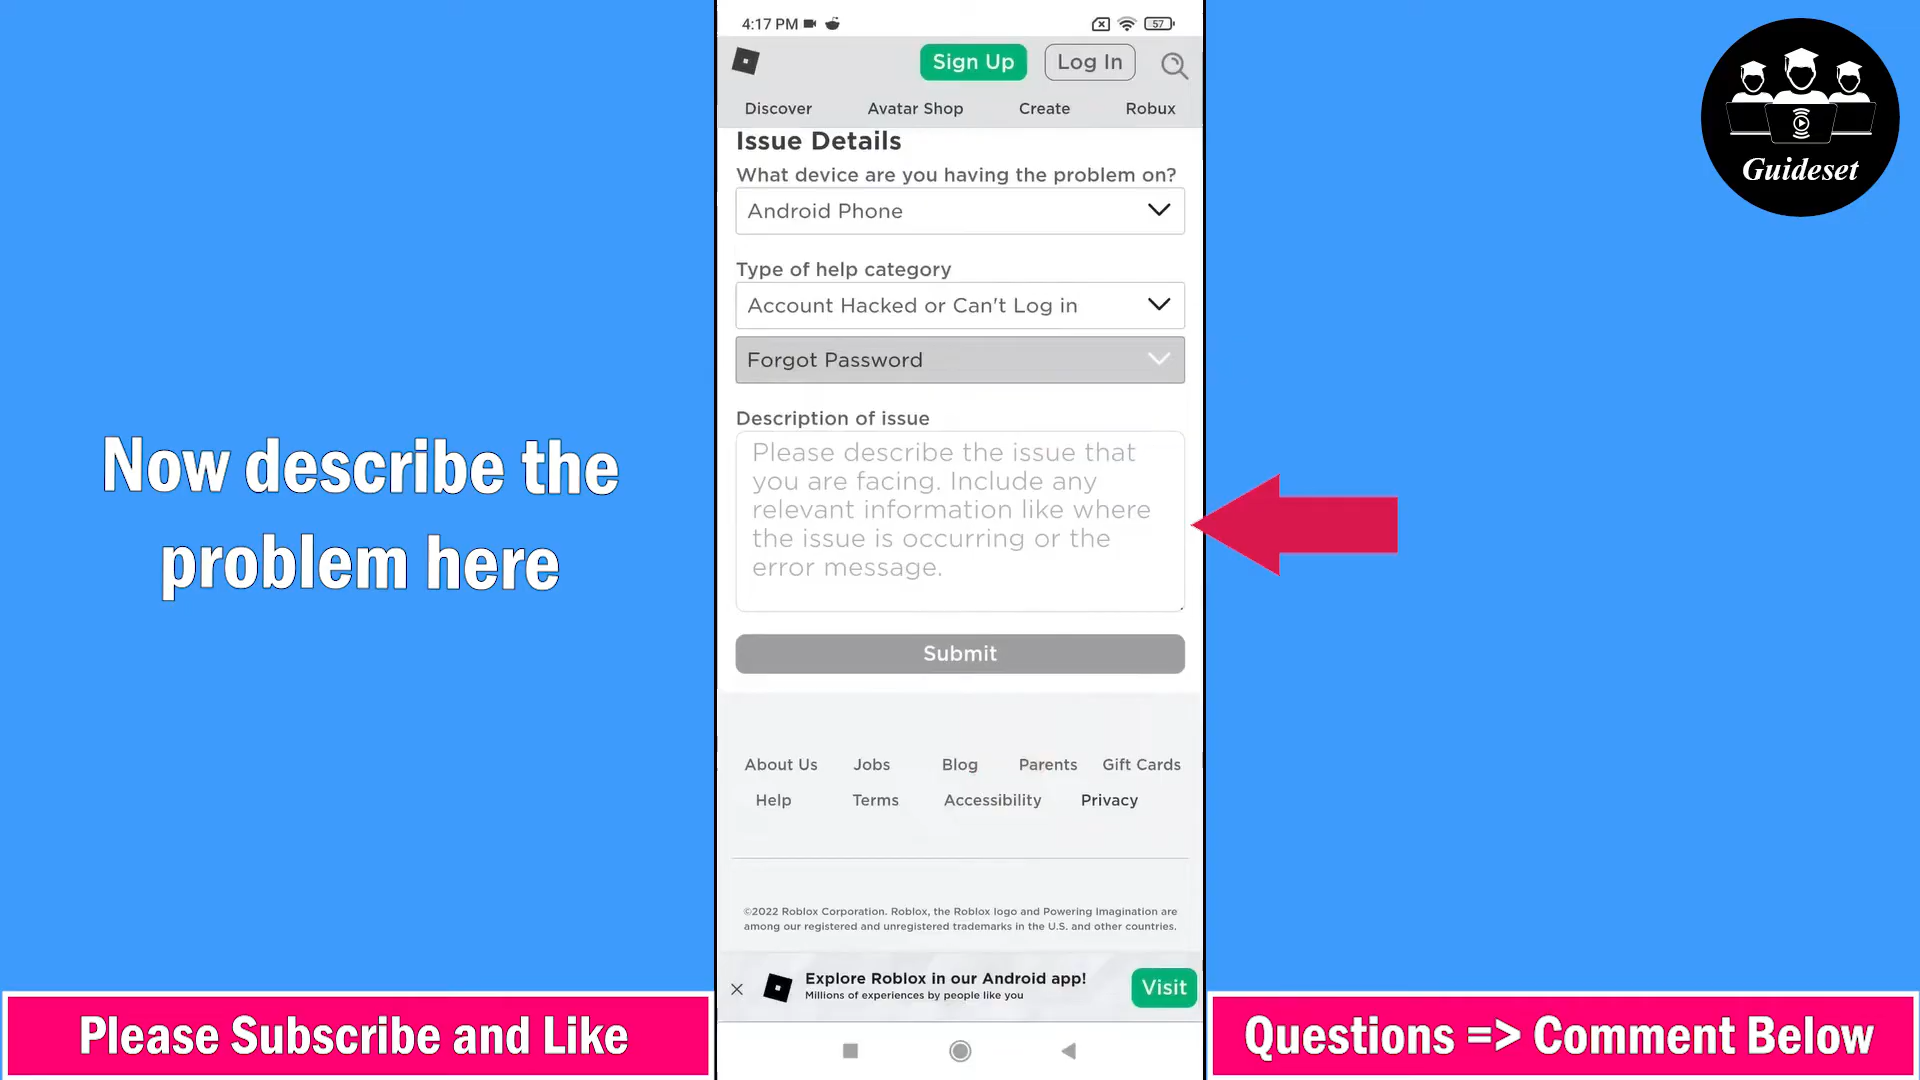 4:17 PM
57
Sign Up
Log In
Discover
Avatar Shop
Create
Robux
Issue Details
What device are you having the problem on?
Android Phone
Type of help category
Account Hacked or Can't Log in
Forgot Password
Description of issue
Please describe the issue that
you are facing. Include any
relevant information like where
the issue is occurring or the
error message.
Submit
About Us
Jobs
Blog
Parents
Gift Cards
Help
Terms
Accessibility
Privacy
©2022 Roblox Corporation. Roblox, the Roblox logo and Powering Imagination are
among our registered and unregistered trademarks in the U.S. and other countries.
Explore Roblox in our Android app!
Millions of experiences by people like you
Visit
Now describe the
problem here
Guideset
Please Subscribe and Like
Questions => Comment Below